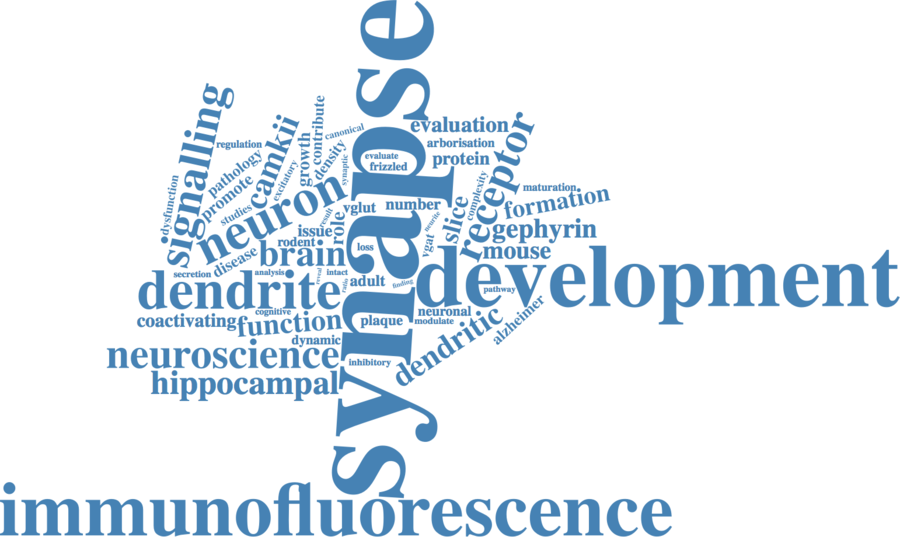 synapse
signalling
regulation
pathology
promote
studies
dysfunction
camkii
excitatory
growth
contribute
density
canonical
synaptic
neuron
result
role
issue
rodent
brain
disease
secretion
analysis
reveal
intact
ratio
dendrite
coactivating
function
cognitive
dynamic
neuroscience
hippocampal
evaluate
frizzled
vglut
number
loss
adult
finding
plaque
inhibitory
evaluation
arborisation
protein
receptor
complexity
slice
neurite
vgat
maturation
formation
gephyrin
mouse
development
pathway
neuronal
modulate
dendritic
alzheimer
immunofluorescence